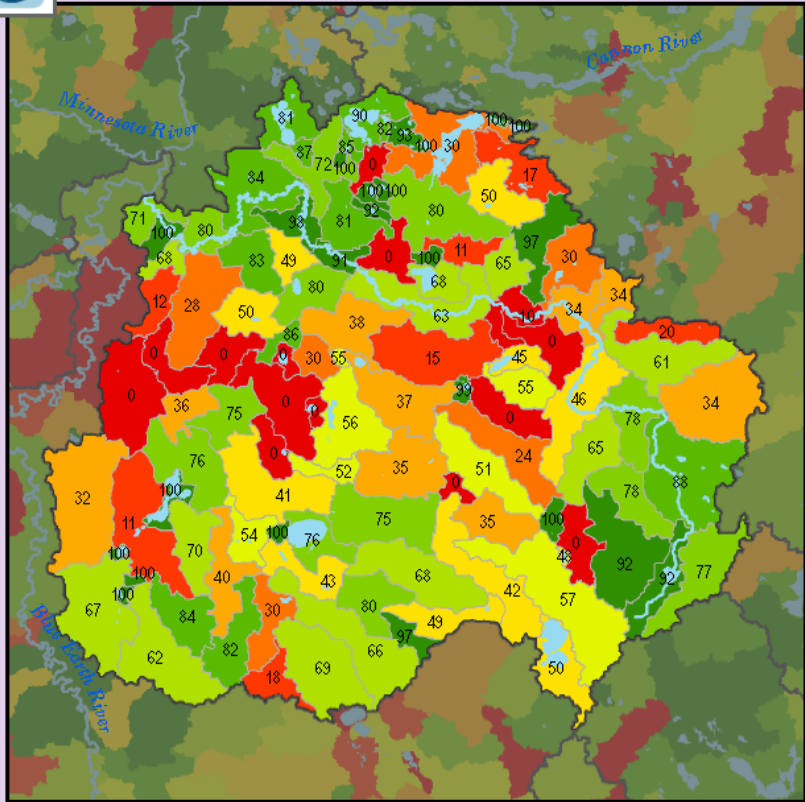 Cannon River
Minnesota River
81 90 82 93 100 100
87 72 85 100 0 100 30
84 100 100 92 50 17
71 100 80 98 81 80 97
68 83 49 91 0 100 11 65 30
12 28 50 80 68 34 34
38 63 10 20
0 0 86 0 30 55 15 45 0 61
0 36 75 0 0 56 37 99 55 0 46 34
78
76 0 52 35 51 24 65
32 100 41 0 78 88
11 54 100 76 75 35 100 0
100 70 48 92
100 40 43 68 42 92 77
67 100 84 30 80 49 57
62 82 18 69 66 97 50
Blue Earth River